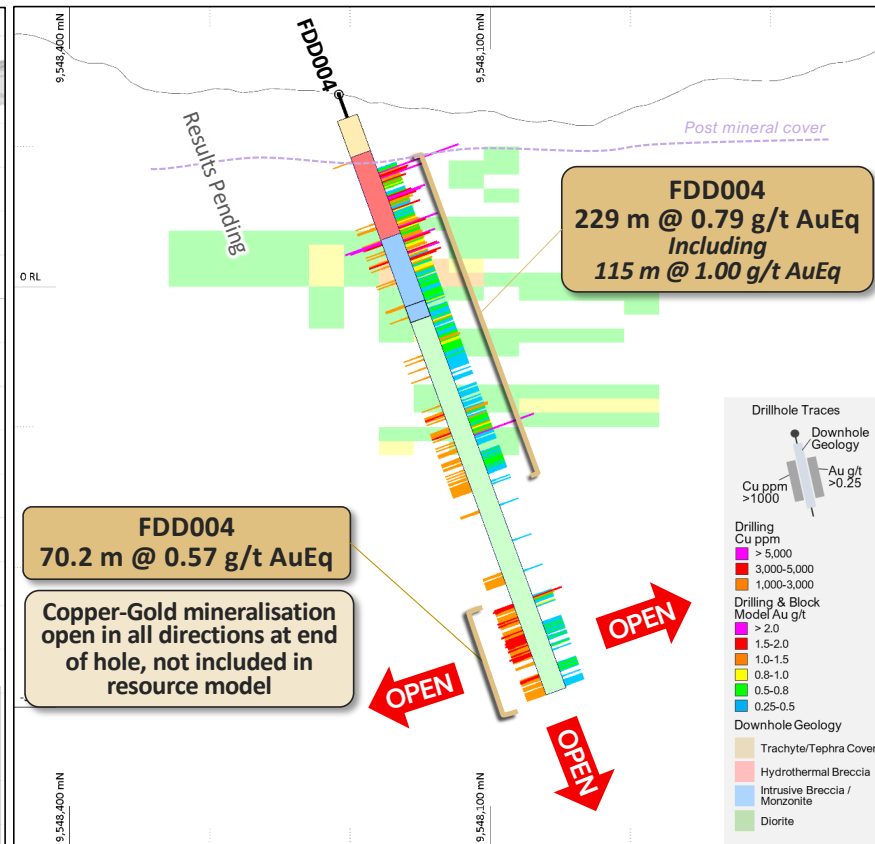 9,548,400 mN
9,548,100 mN
FDD004
Post mineral cover
Results Pending
FDD004
229 m @ 0.79 g/t AuEq
Including
115 m @ 1.00 g/t AuEq
0 RL
FDD004
70.2 m @ 0.57 g/t AuEq
Copper-Gold mineralisation
open in all directions at end
of hole, not included in
resource model
OPEN
OPEN
OPEN
Drillhole Traces
Downhole
Geology
Au g/t
>0.25
Cu ppm
>1000
Drilling
Cu ppm
> 5,000
3,000-5,000
1,000-3,000
Drilling & Block
Model Au g/t
> 2.0
1.5-2.0
1.0-1.5
0.8-1.0
0.5-0.8
0.25-0.5
Downhole Geology
Trachyte/Tephra Cover
Hydrothermal Breccia
Intrusive Breccia /
Monzonite
Diorite
9,548,400 mN
9,548,100 mN